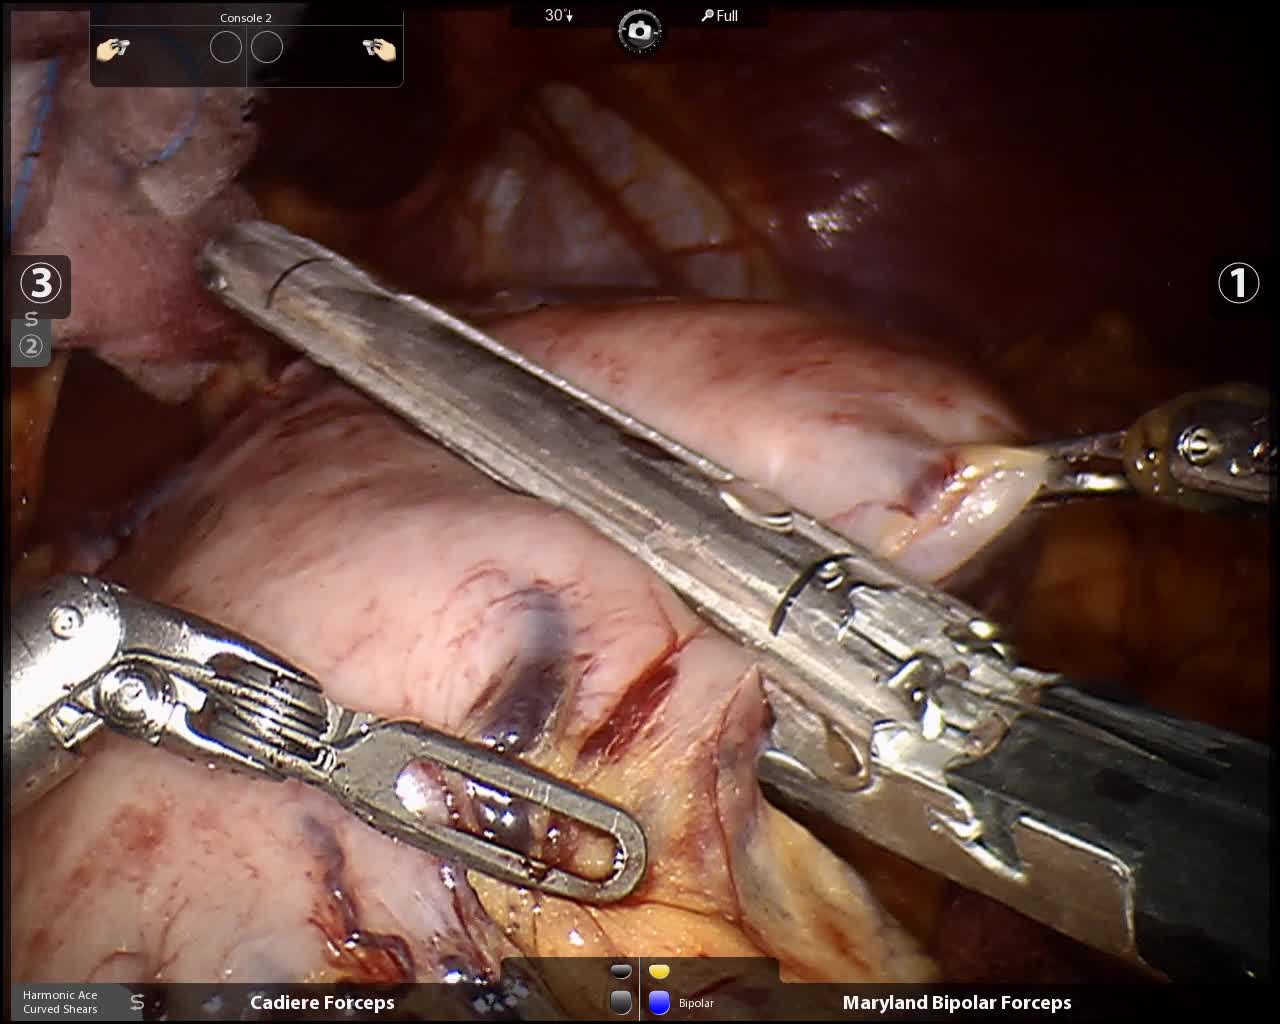 Console 2
30°
Full
3
2
1
Harmonic Ace
Curved Shears
Cadiere Forceps
Bipolar
Maryland Bipolar Forceps